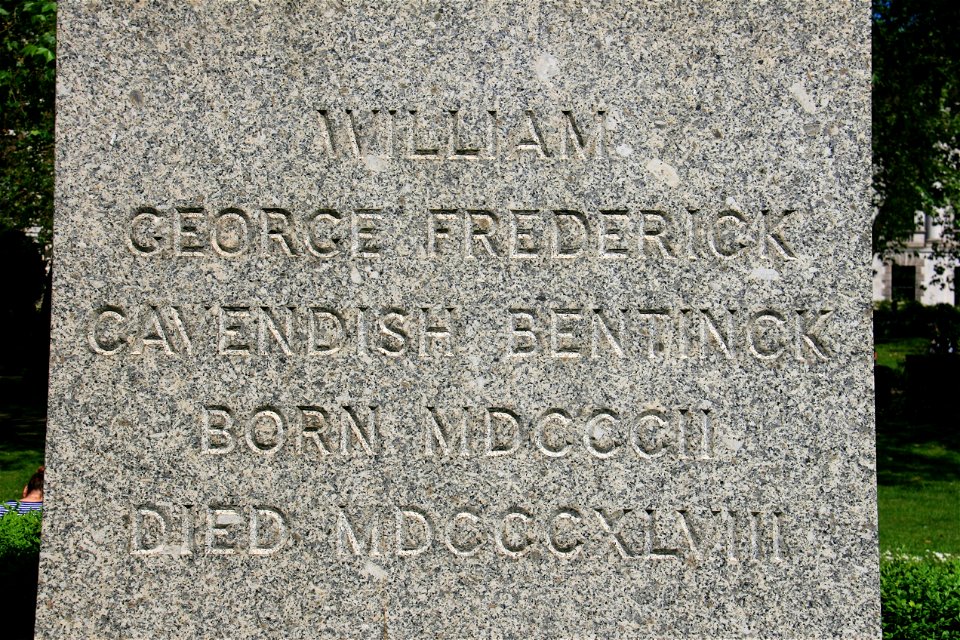 WILLIAM
GEORGE FREDERICK
CAVENDISH BENTINCK
BORN MDCCCII
DIED MDCCCXLVIII